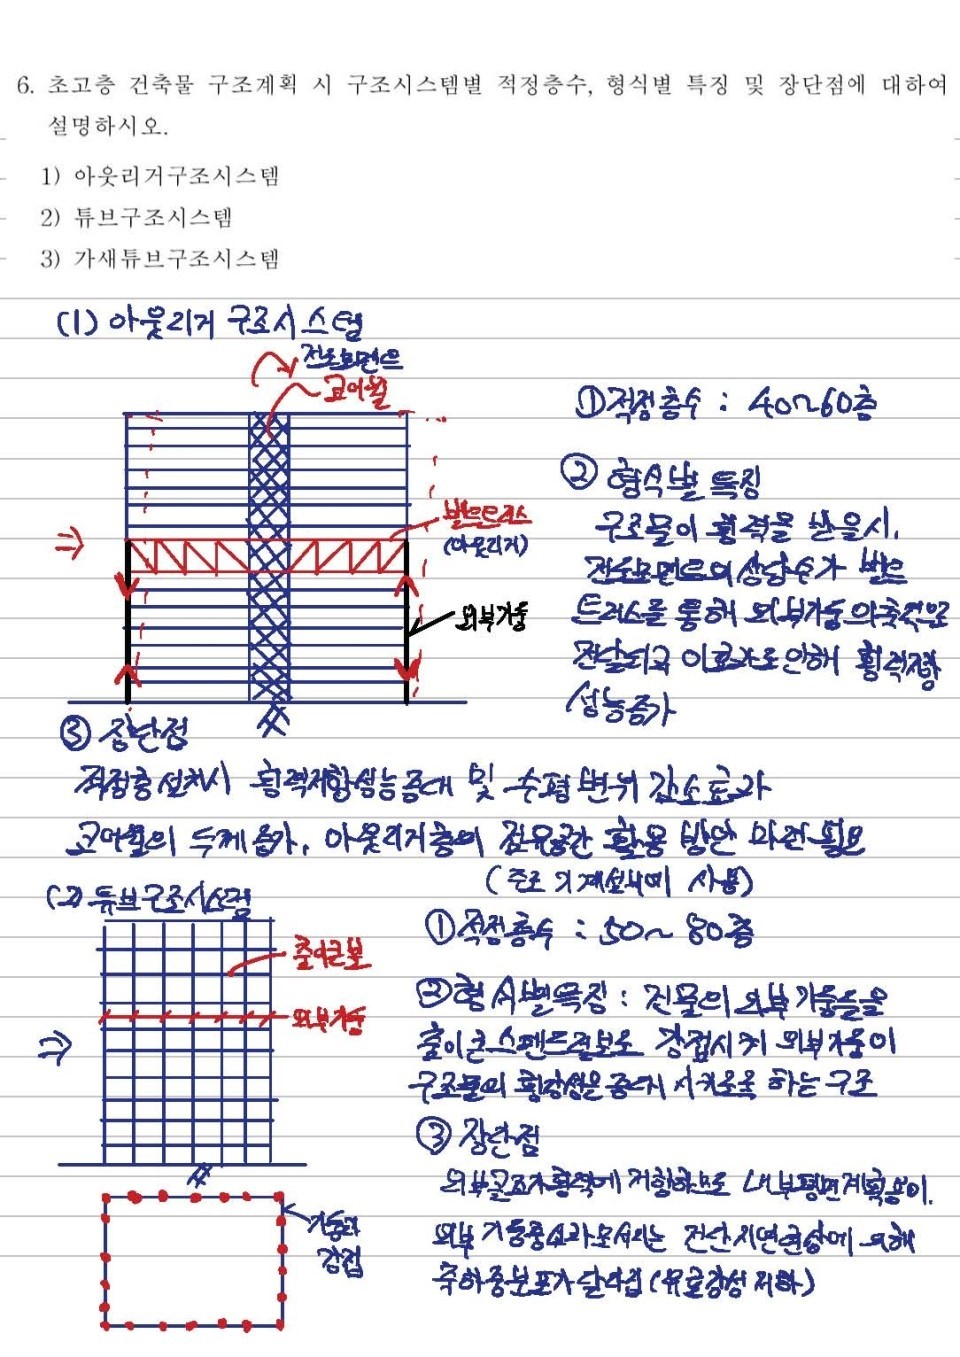 6. 초고층 건축물 구조계획 시 구조시스템별 적정층수, 형식별 특징 및 장단점에 대하여
설명하시오.
1) 아웃리거구조시스템
2) 튜브구조시스템
3) 가새튜브구조시스템
(1) 아웃리거 구조시스템
전도모멘트
코어월
① 적정층수 : 40~60층
② 형식별 특징
벨트트러스
(아웃리거)
외부기둥
구조물이 횡력을 받을시,
전도모멘트의 상당수가 벨트
트러스를 통해 외부기둥의 축력으로
전달되고 이효과로 인해 횡력저항
성능증가
③ 장단점
적정층 설치시 횡력저항성능증대 및 수평변위 감소효과
코어월의 두께 증가, 아웃리거층의 점유공간 활용 방안 마련 필요
(주로 기계설비에 사용)
(2) 튜브구조시스템
춤이큰보
외부기둥
① 적정층수 : 50~80층
② 형식별특징 : 건물의 외부 기둥들을
춤이 큰 스팬드럴보로 강접시켜 외부기둥이
구조물의 횡강성을 증대 시키도록 하는 구조
③ 장단점
외부골조가 횡력에 저항하므로 내부평면계획용이.
외부 기둥중 모서리는 전단지연현상에 의해
축하중분포가 달라짐 (유효강성 저하)
기둥과
강접